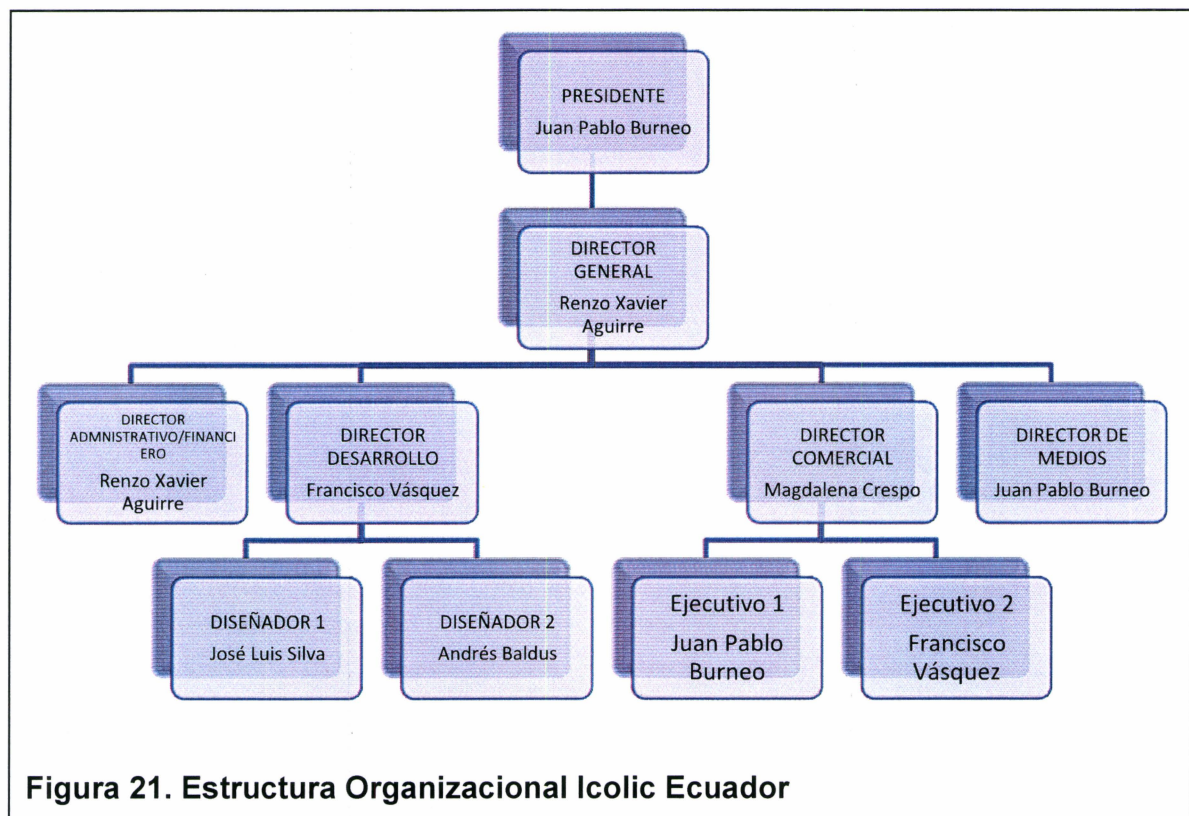 PRESIDENTE
Juan Pablo Burneo
DIRECTOR
GENERAL
Renzo Xavier
Aguirre
DIRECTOR
ADMNISTRATIVO/FINANCI
ERO
Renzo Xavier
Aguirre
DIRECTOR
DESARROLLO
Francisco Vásquez
DIRECTOR
COMERCIAL
Magdalena Crespo
DIRECTOR DE
MEDIOS
Juan Pablo Burneo
DISEÑADOR 1
José Luis Silva
DISEÑADOR 2
Andrés Baldus
Ejecutivo 1
Juan Pablo
Burneo
Ejecutivo 2
Francisco
Vásquez
Figura 21. Estructura Organizacional Icolic Ecuador